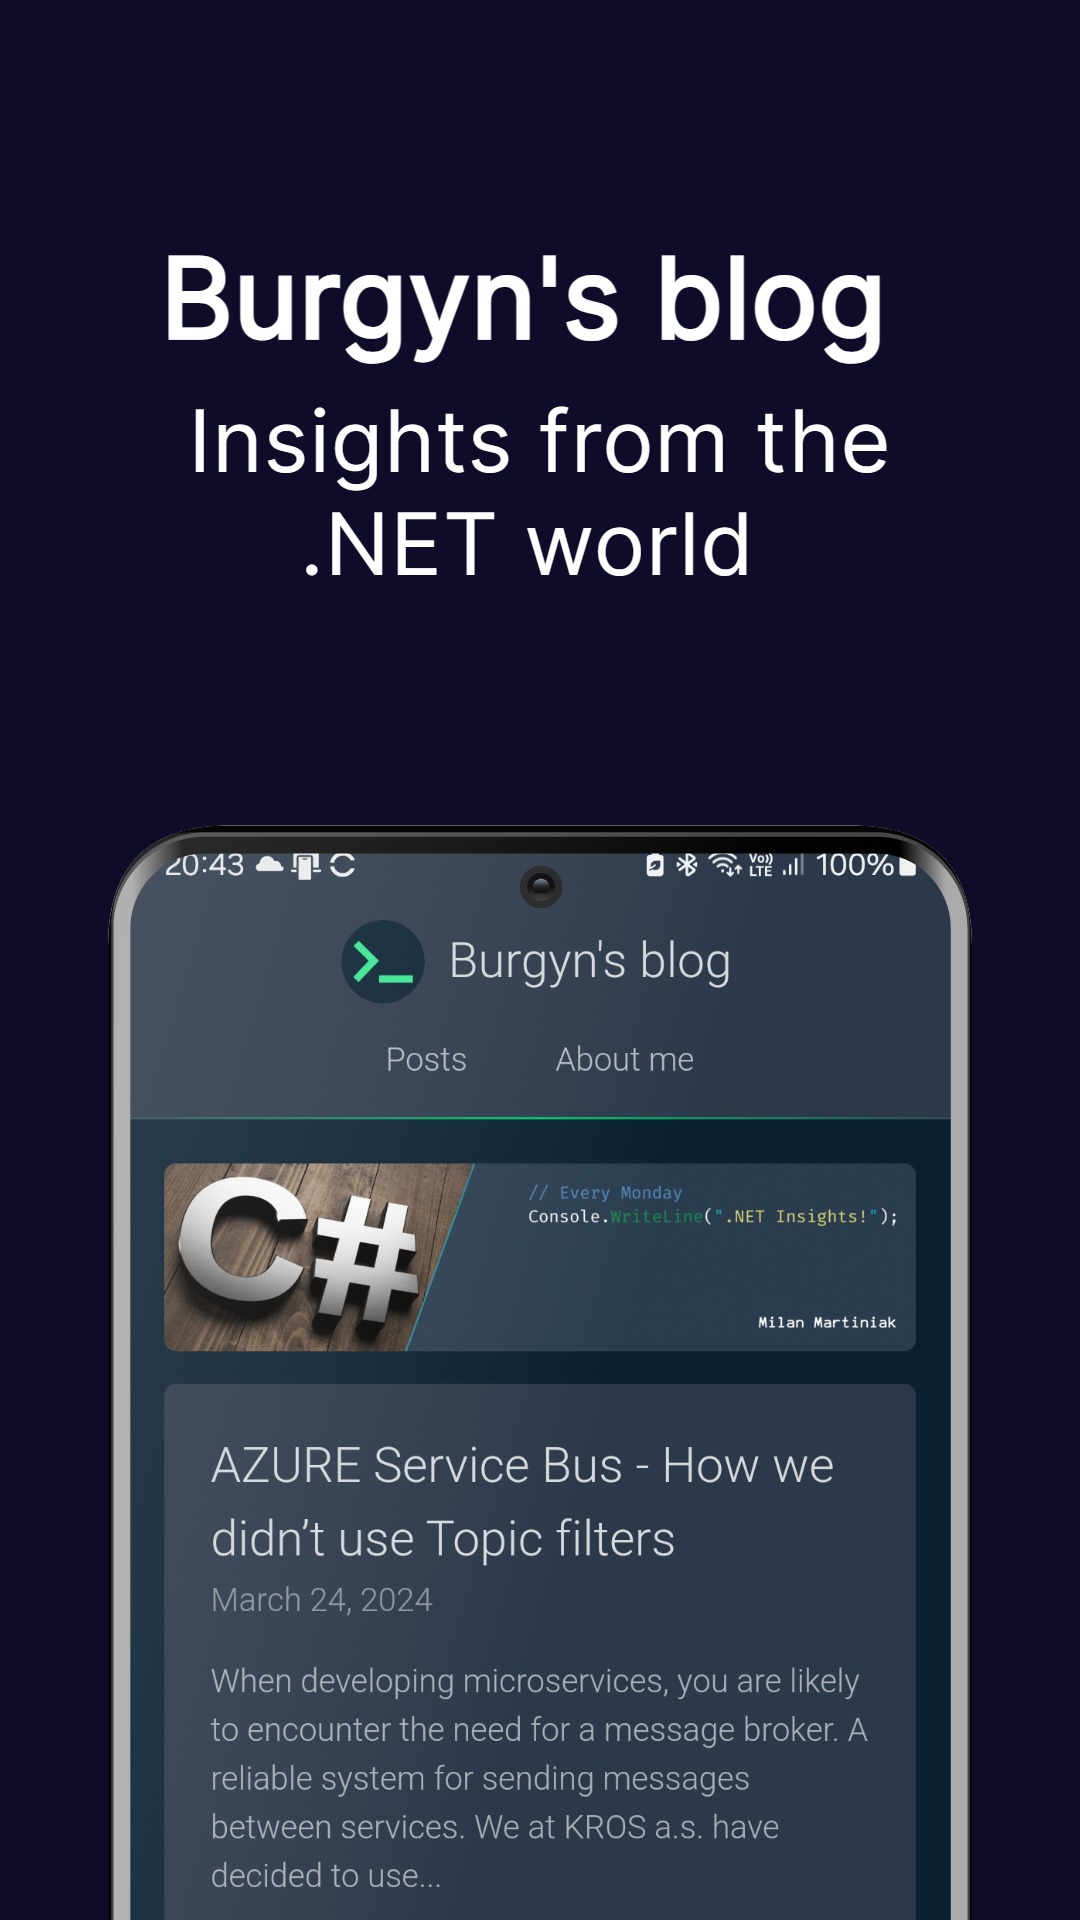 Burgyn's blog
Insights from the
.NET world
20:43 Vo)) LTE 100%
>_ Burgyn's blog
Posts About me
C#
// Every Monday
Console.WriteLine(".NET Insights!");
Milan Martiniak
AZURE Service Bus - How we
didn’t use Topic filters
March 24, 2024
When developing microservices, you are likely
to encounter the need for a message broker. A
reliable system for sending messages
between services. We at KROS a.s. have
decided to use...